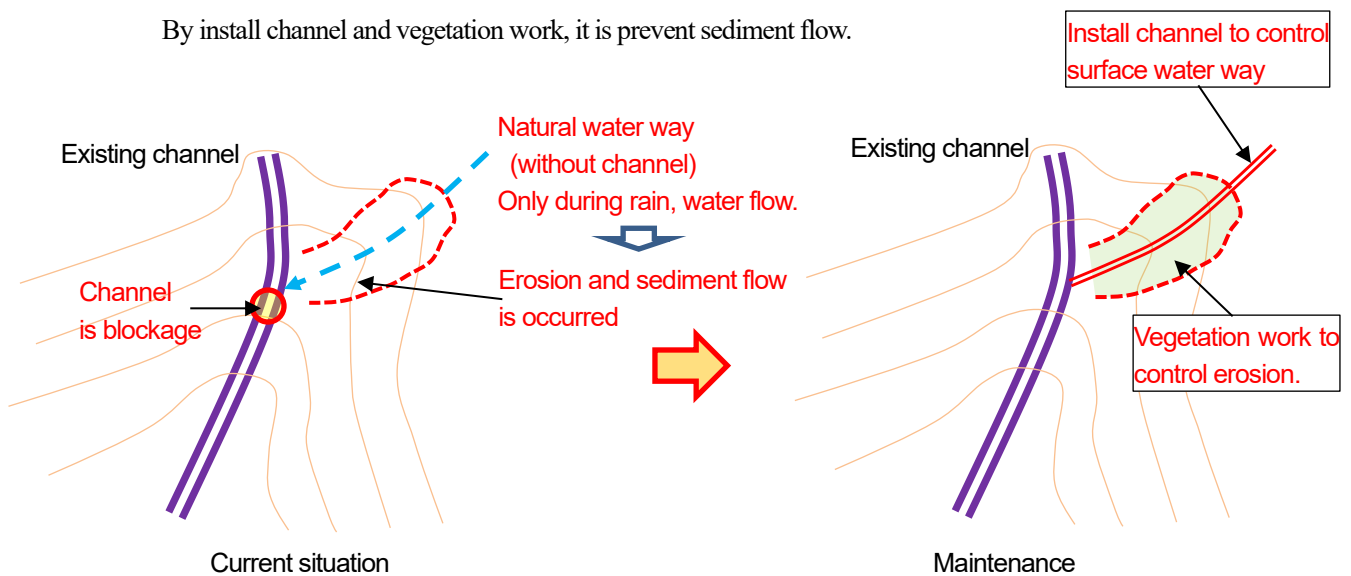 By install channel and vegetation work, it is prevent sediment flow.
Existing channel
Natural water way
(without channel)
Only during rain, water flow.
Channel
is blockage
Erosion and sediment flow
is occurred
Current situation
Install channel to control
surface water way
Existing channel
Vegetation work to
control erosion.
Maintenance